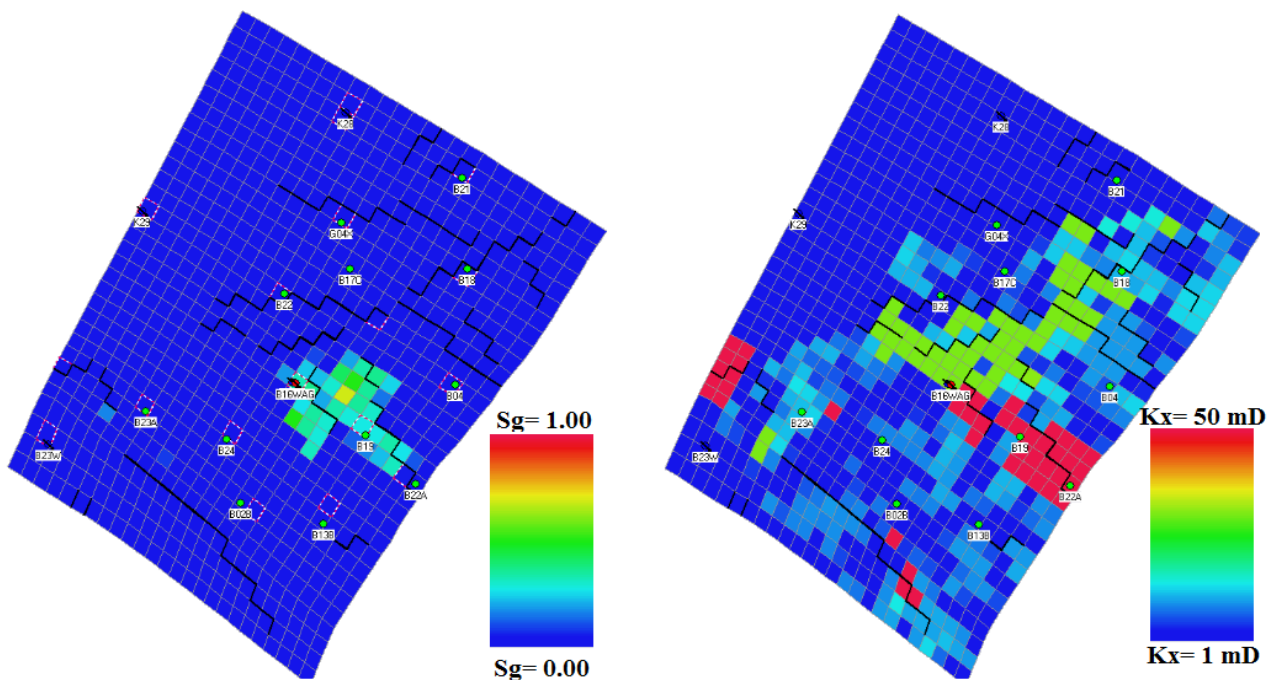 K28
B21
K29
G04X
B17C
B18
B22
B16WAG
B04
B23A
B19
B24
B23W
B22A
B02B
B13B
Sg= 1.00
Sg= 0.00
K28
B21
K29
G04X
B17C
B18
B22
B16WAG
B04
B23A
B19
B24
B23W
B22A
B02B
B13B
Kx= 50 mD
Kx= 1 mD